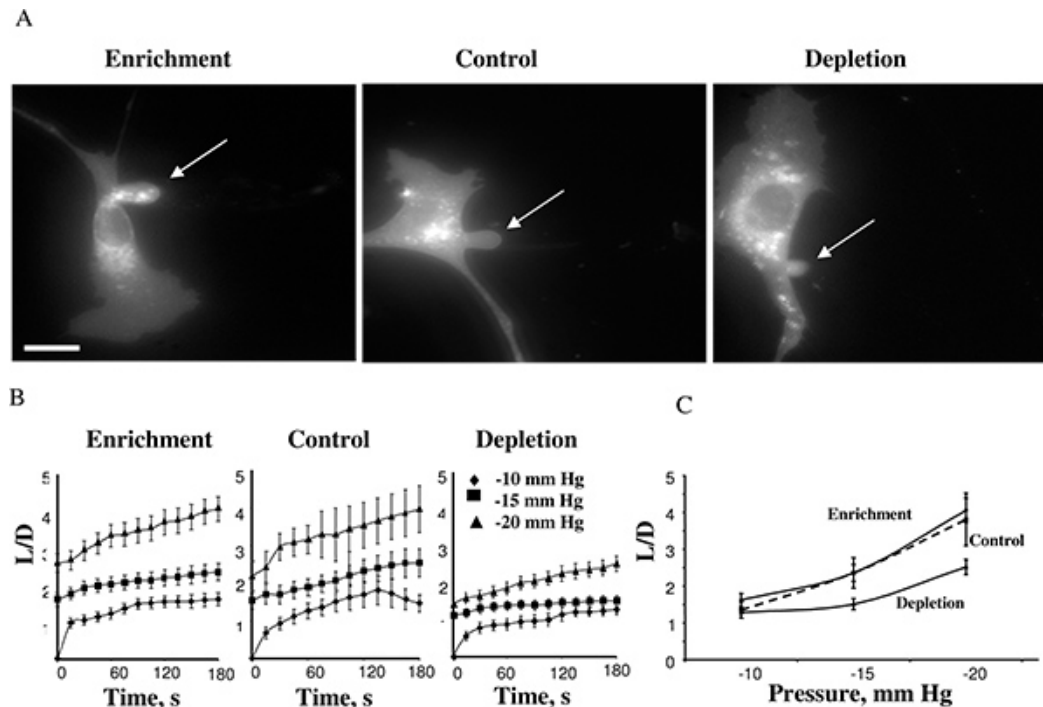 A
Enrichment Control Depletion
B
Enrichment Control Depletion
L/D
5
4
3
2
1
0 60 120 180
Time, s
5
4
3
2
1
0 60 120 180
Time, s
5
4
3
2
1
0 60 120 180
Time, s
-10 mm Hg
-15 mm Hg
-20 mm Hg
C
L/D
5
4
3
2
1
0
Enrichment
Control
Depletion
-10 -15 -20
Pressure, mm Hg